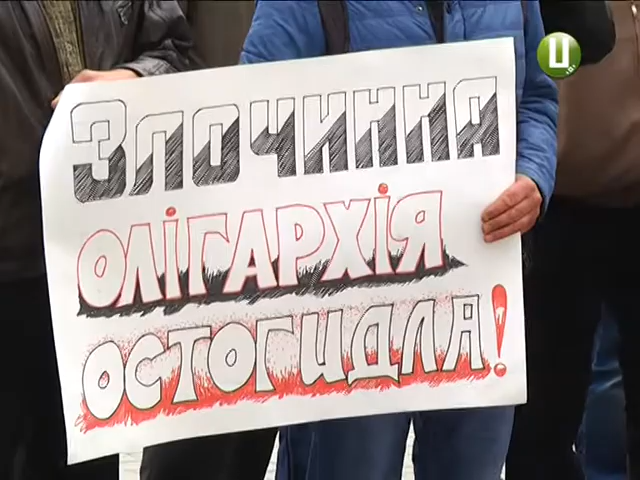 Злочинна
олігархія
остогидла!
Ц